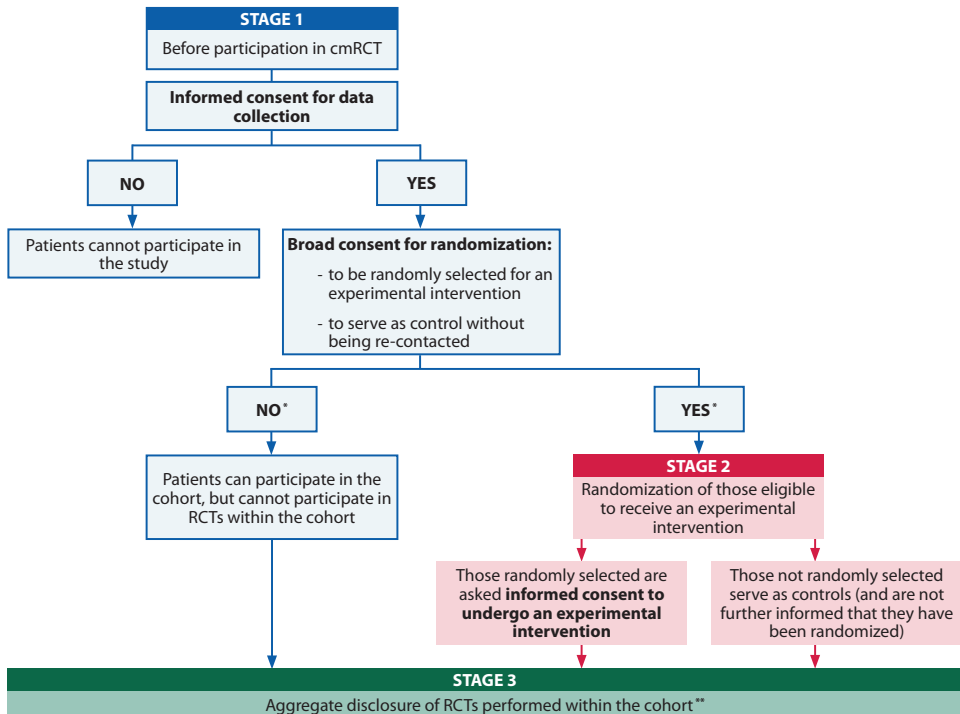 STAGE 1
Before participation in cmRCT
Informed consent for data
collection
NO
YES
Patients cannot participate in
the study
Broad consent for randomization:
- to be randomly selected for an
experimental intervention
- to serve as control without
being re-contacted
NO*
YES*
Patients can participate in the
cohort, but cannot participate in
RCTs within the cohort
STAGE 2
Randomization of those eligible
to receive an experimental
intervention
Those randomly selected are
asked informed consent to
undergo an experimental
intervention
Those not randomly selected
serve as controls (and are not
further informed that they have
been randomized)
STAGE 3
Aggregate disclosure of RCTs performed within the cohort**